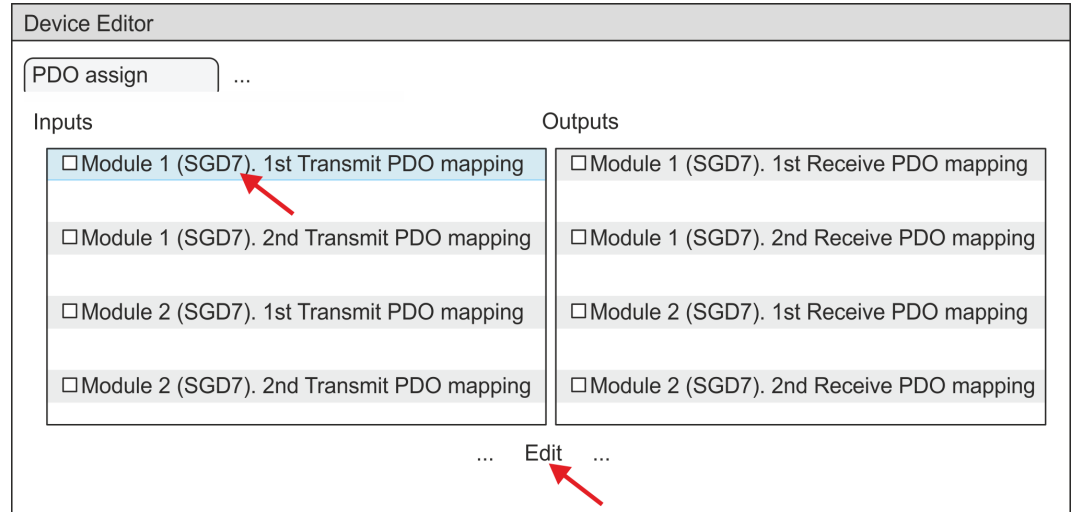 Device Editor
PDO assign ...
Inputs
Module 1 (SGD7). 1st Transmit PDO mapping
Module 1 (SGD7). 2nd Transmit PDO mapping
Module 2 (SGD7). 1st Transmit PDO mapping
Module 2 (SGD7). 2nd Transmit PDO mapping
Outputs
Module 1 (SGD7). 1st Receive PDO mapping
Module 1 (SGD7). 2nd Receive PDO mapping
Module 2 (SGD7). 1st Receive PDO mapping
Module 2 (SGD7). 2nd Receive PDO mapping
... Edit ...